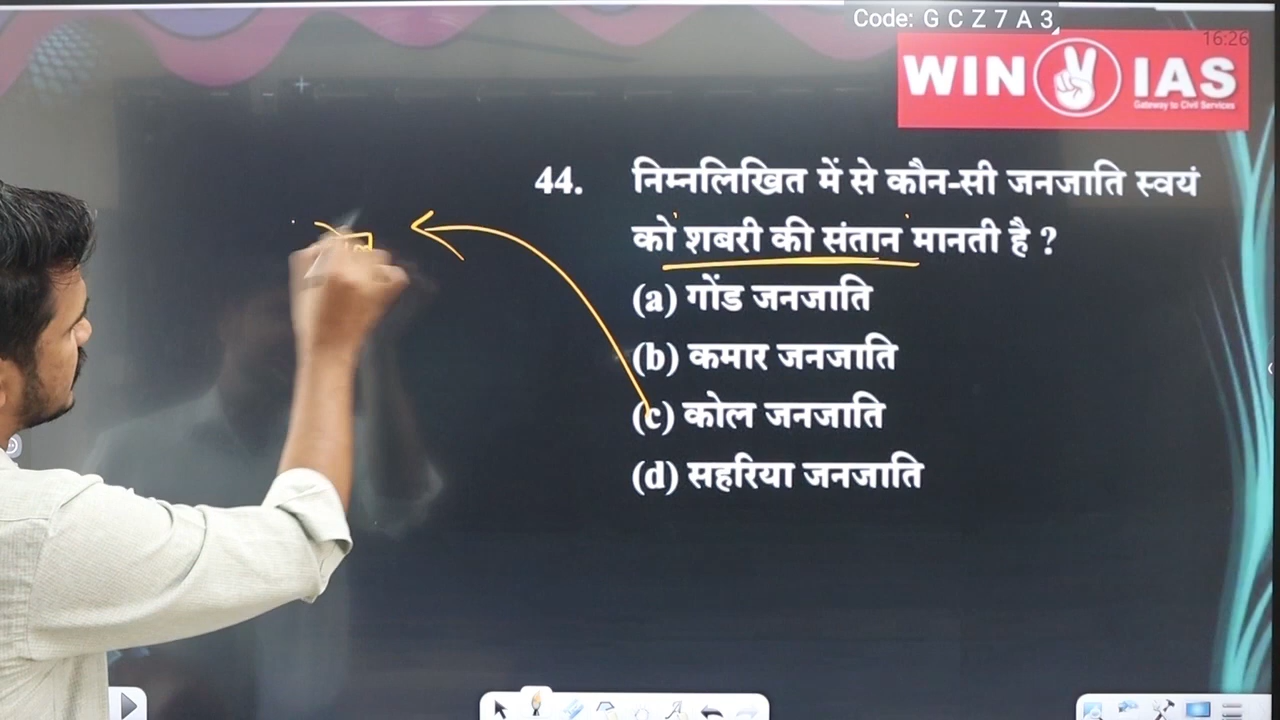 Code: G C Z 7 A 3
16:26
WIN IAS
Gateway to Civil Services
44. निम्नलिखित में से कौन-सी जनजाति स्वयं
को शबरी की संतान मानती है ?
(a) गोंड जनजाति
(b) कमार जनजाति
(c) कोल जनजाति
(d) सहरिया जनजाति